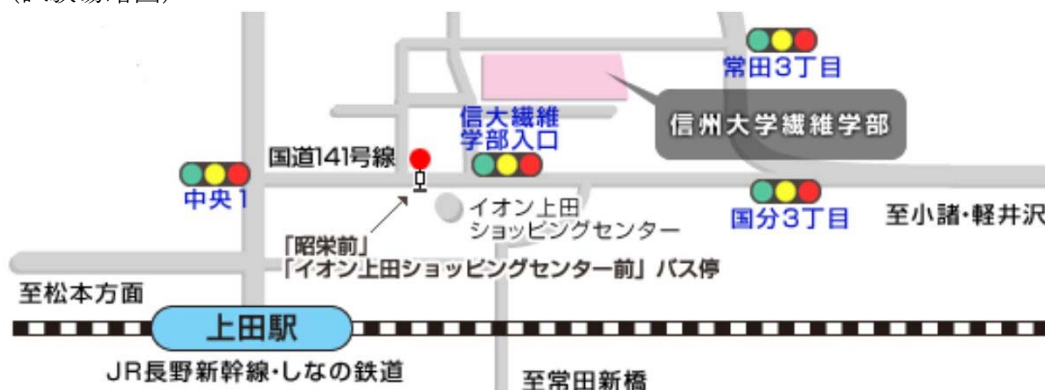 (試験場略図)
常田3丁目
信州大学繊維学部
信大繊維
学部入口
国道141号線
中央1
イオン上田
ショッピングセンター
国分3丁目
至小諸・軽井沢
「昭栄前」
「イオン上田ショッピングセンター前」バス停
至松本方面
上田駅
JR長野新幹線・しなの鉄道
至常田新橋